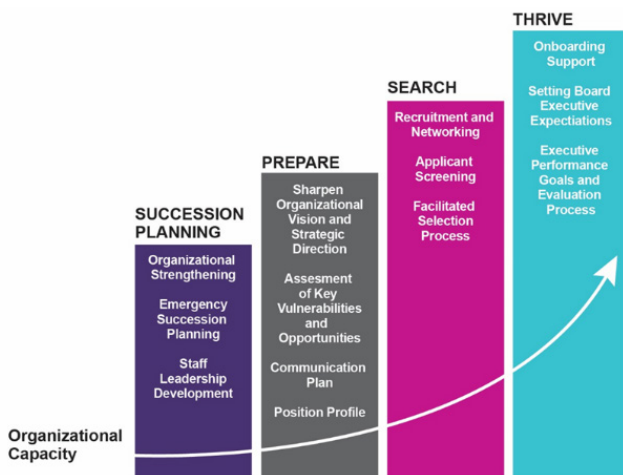 SUCCESSION
PLANNING
Organizational
Strengthening
Emergency
Succession
Planning
Staff
Leadership
Development
PREPARE
Sharpen
Organizational
Vision and
Strategic
Direction
Assesment
of Key
Vulnerabilities
and
Opportunities
Communication
Plan
Position Profile
SEARCH
Recruitment and
Networking
Applicant
Screening
Facilitated
Selection
Process
THRIVE
Onboarding
Support
Setting Board
Executive
Expectiations
Executive
Performance
Goals and
Evaluation
Process
Organizational
Capacity